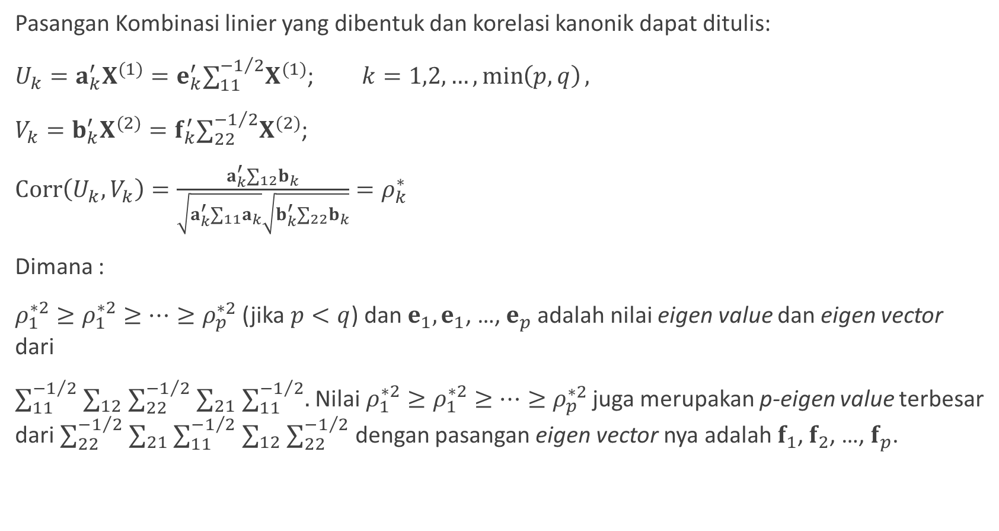 Pasangan Kombinasi linier yang dibentuk dan korelasi kanonik dapat ditulis:
$U_k = \mathbf{a}_k' \mathbf{X}^{(1)} = \mathbf{e}_k' \Sigma_{11}^{-1/2} \mathbf{X}^{(1)}; \quad k = 1,2, \ldots, \min(p, q),$
$V_k = \mathbf{b}_k' \mathbf{X}^{(2)} = \mathbf{f}_k' \Sigma_{22}^{-1/2} \mathbf{X}^{(2)};$
$\text{Corr}(U_k, V_k) = \frac{\mathbf{a}_k' \Sigma_{12} \mathbf{b}_k}{\sqrt{\mathbf{a}_k' \Sigma_{11} \mathbf{a}_k} \sqrt{\mathbf{b}_k' \Sigma_{22} \mathbf{b}_k}} = \rho_k^*$
Dimana :
$\rho_1^{*2} \geq \rho_1^{*2} \geq \cdots \geq \rho_p^{*2}$ (jika $p < q$) dan $\mathbf{e}_1, \mathbf{e}_1, \ldots, \mathbf{e}_p$ adalah nilai eigen value dan eigen vector
dari
$\Sigma_{11}^{-1/2} \Sigma_{12} \Sigma_{22}^{-1/2} \Sigma_{21} \Sigma_{11}^{-1/2}$. Nilai $\rho_1^{*2} \geq \rho_1^{*2} \geq \cdots \geq \rho_p^{*2}$ juga merupakan p-eigen value terbesar
dari $\Sigma_{22}^{-1/2} \Sigma_{21} \Sigma_{11}^{-1/2} \Sigma_{12} \Sigma_{22}^{-1/2}$ dengan pasangan eigen vector nya adalah $\mathbf{f}_1, \mathbf{f}_2, \ldots, \mathbf{f}_p$.